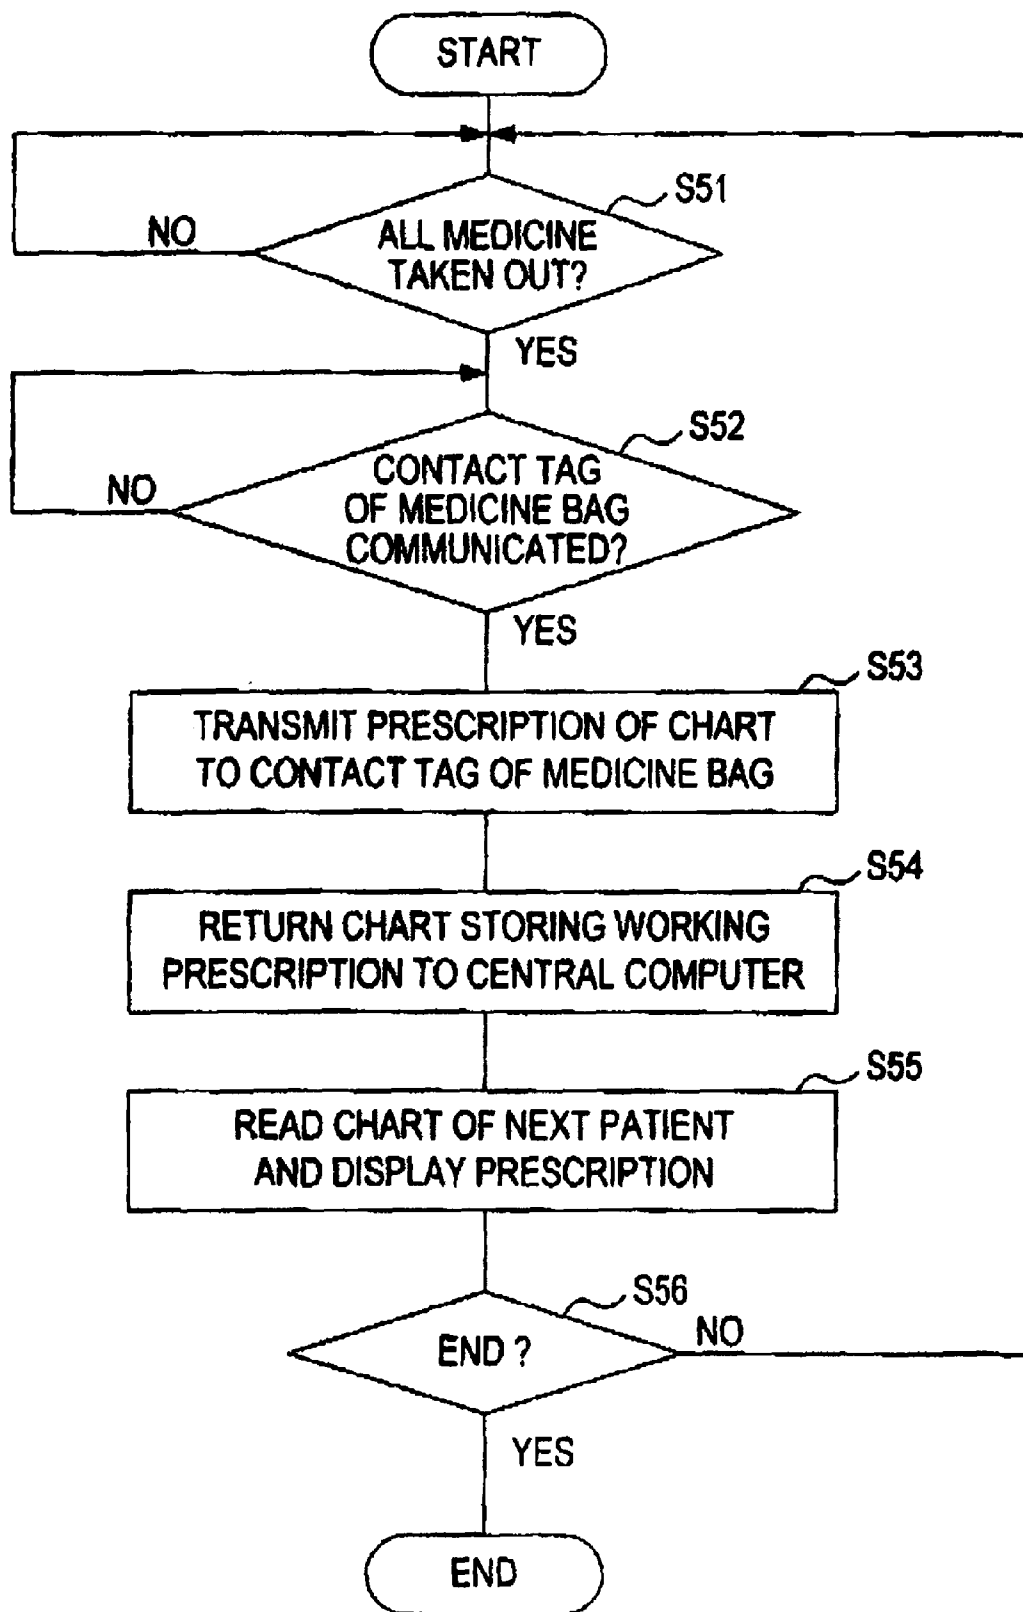 START
S51
NO
ALL MEDICINE
TAKEN OUT?
YES
S52
NO
CONTACT TAG
OF MEDICINE BAG
COMMUNICATED?
YES
S53
TRANSMIT PRESCRIPTION OF CHART
TO CONTACT TAG OF MEDICINE BAG
S54
RETURN CHART STORING WORKING
PRESCRIPTION TO CENTRAL COMPUTER
S55
READ CHART OF NEXT PATIENT
AND DISPLAY PRESCRIPTION
S56
END ?
NO
YES
END